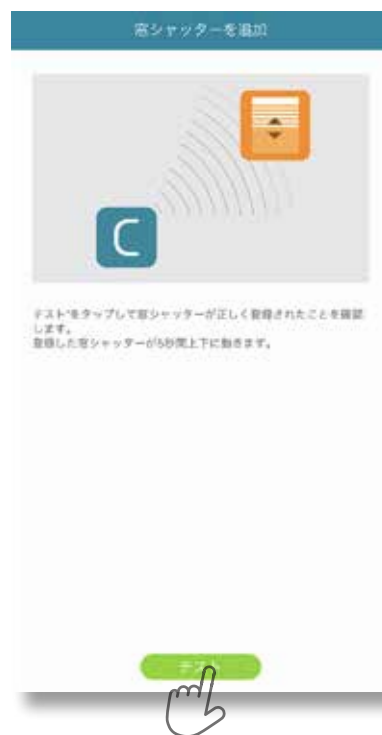 窓シャッターを追加
テスト"をタップして窓シャッターが正しく登録されたことを確認
します。
登録した窓シャッターが5秒間上下に動きます。
テスト